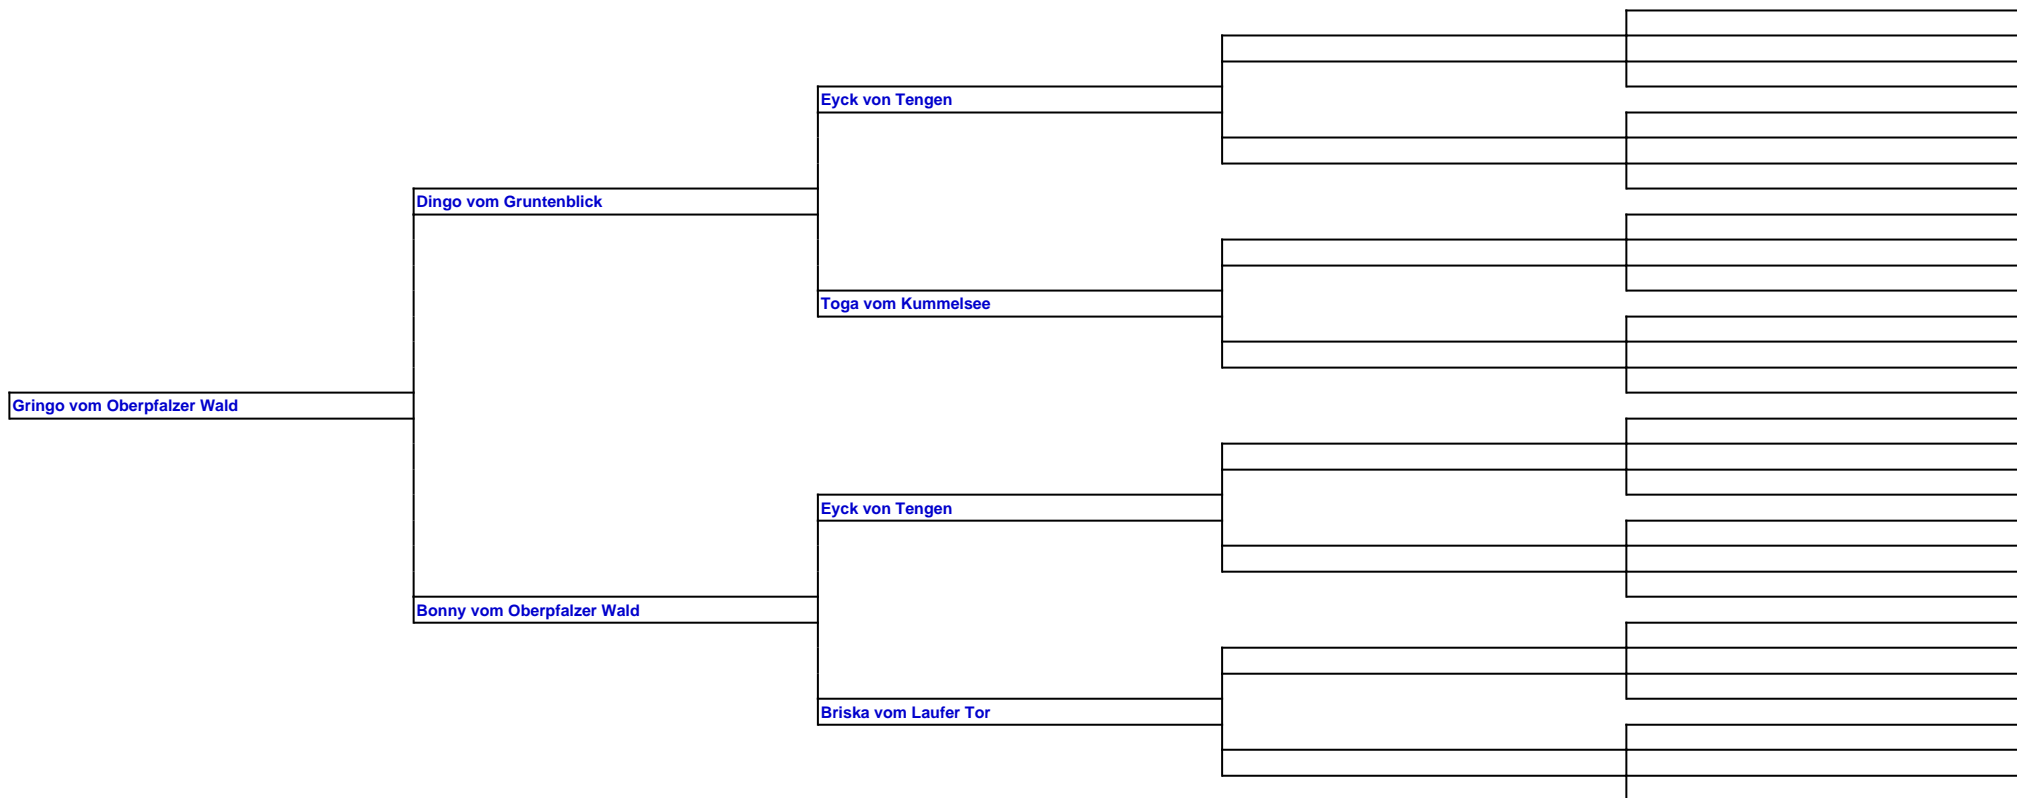 Eyck von Tengen
Dingo vom Gruntenblick
Toga vom Kummelsee
Gringo vom Oberpfalzer Wald
Eyck von Tengen
Bonny vom Oberpfalzer Wald
Briska vom Laufer Tor